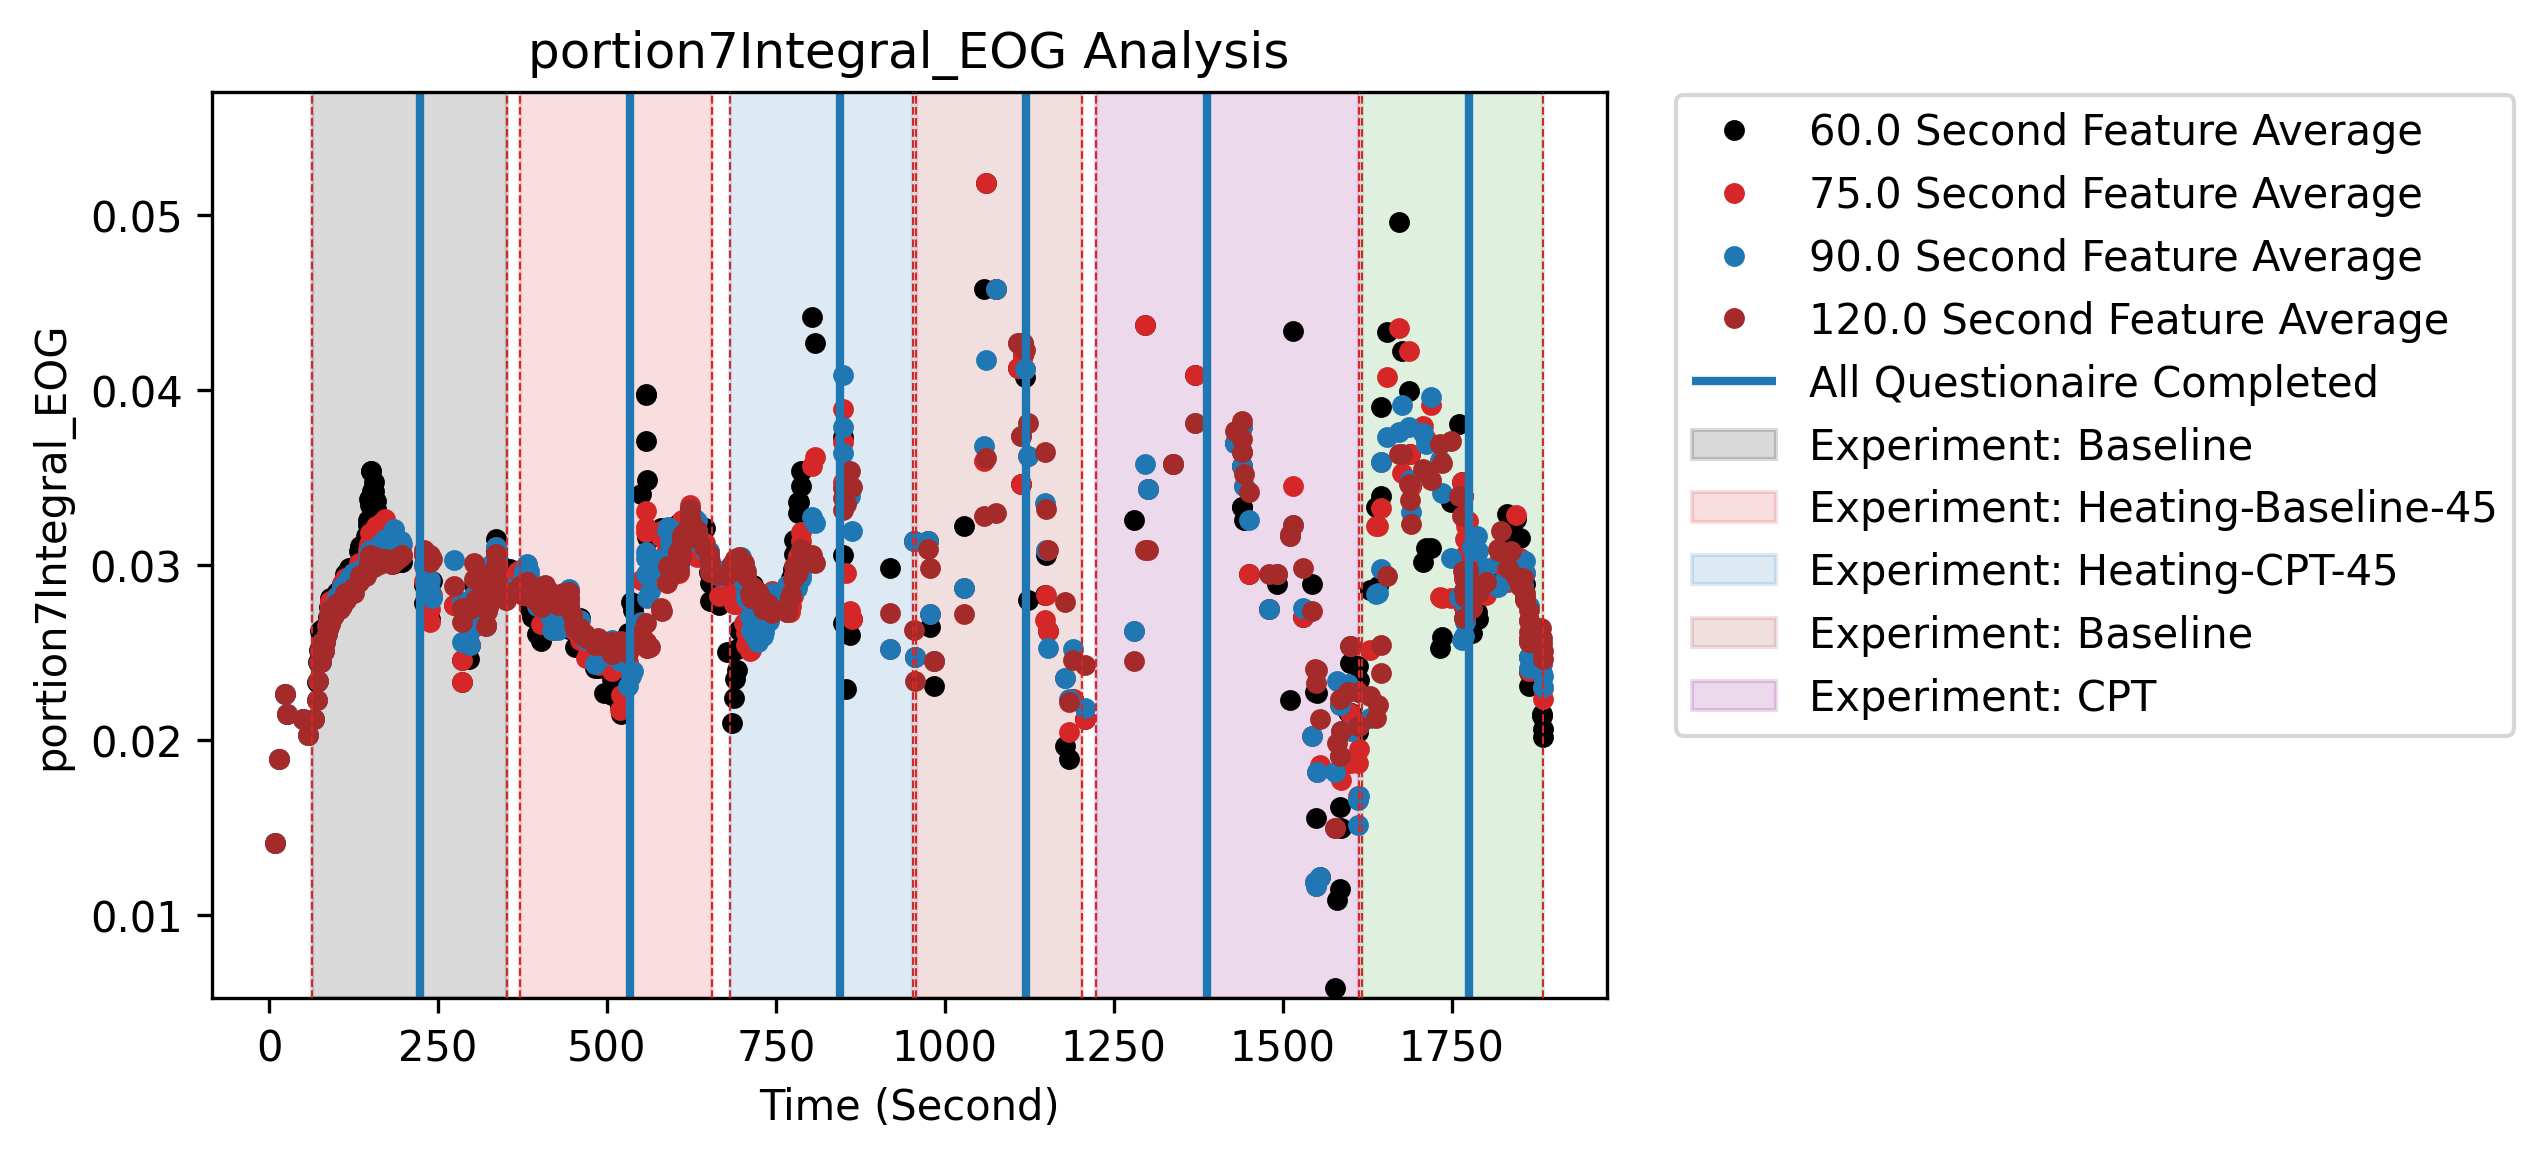 portion7Integral_EOG Analysis
portion7Integral_EOG
0.05
0.04
0.03
0.02
0.01
0 250 500 750 1000 1250 1500 1750
Time (Second)
60.0 Second Feature Average
75.0 Second Feature Average
90.0 Second Feature Average
120.0 Second Feature Average
All Questionaire Completed
Experiment: Baseline
Experiment: Heating-Baseline-45
Experiment: Heating-CPT-45
Experiment: Baseline
Experiment: CPT